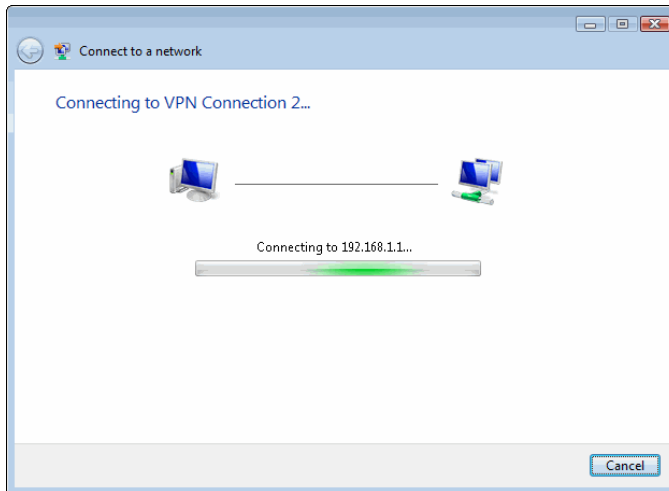 Connect to a network
Connecting to VPN Connection 2...
Connecting to 192.168.1.1...
Cancel